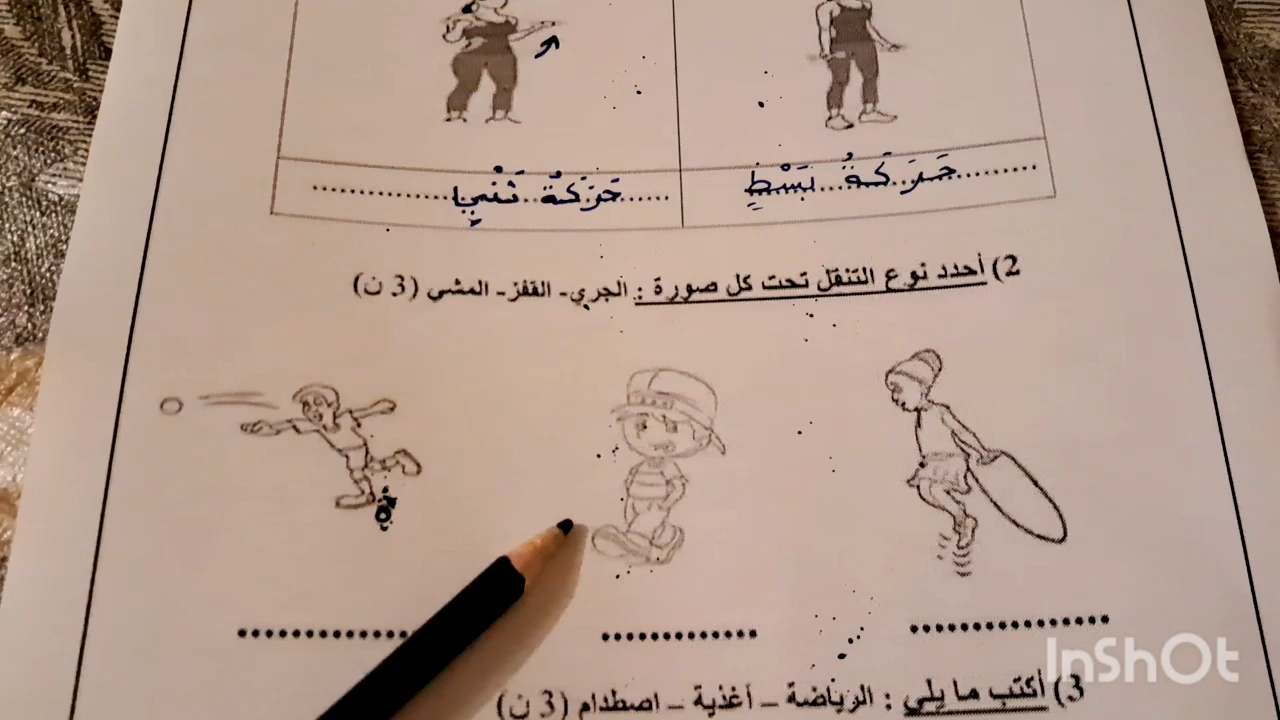 حَرَكَةُ بَسْطٍ
حَرَكَةُ ثَنْيٍ
2) أحدد نوع التنقل تحت كل صورة : الجري- القفز- المشي (3 ن)
3) أكتب ما يلي : الرياضة – أغذية – اصطدام (3 ن)
InShOt